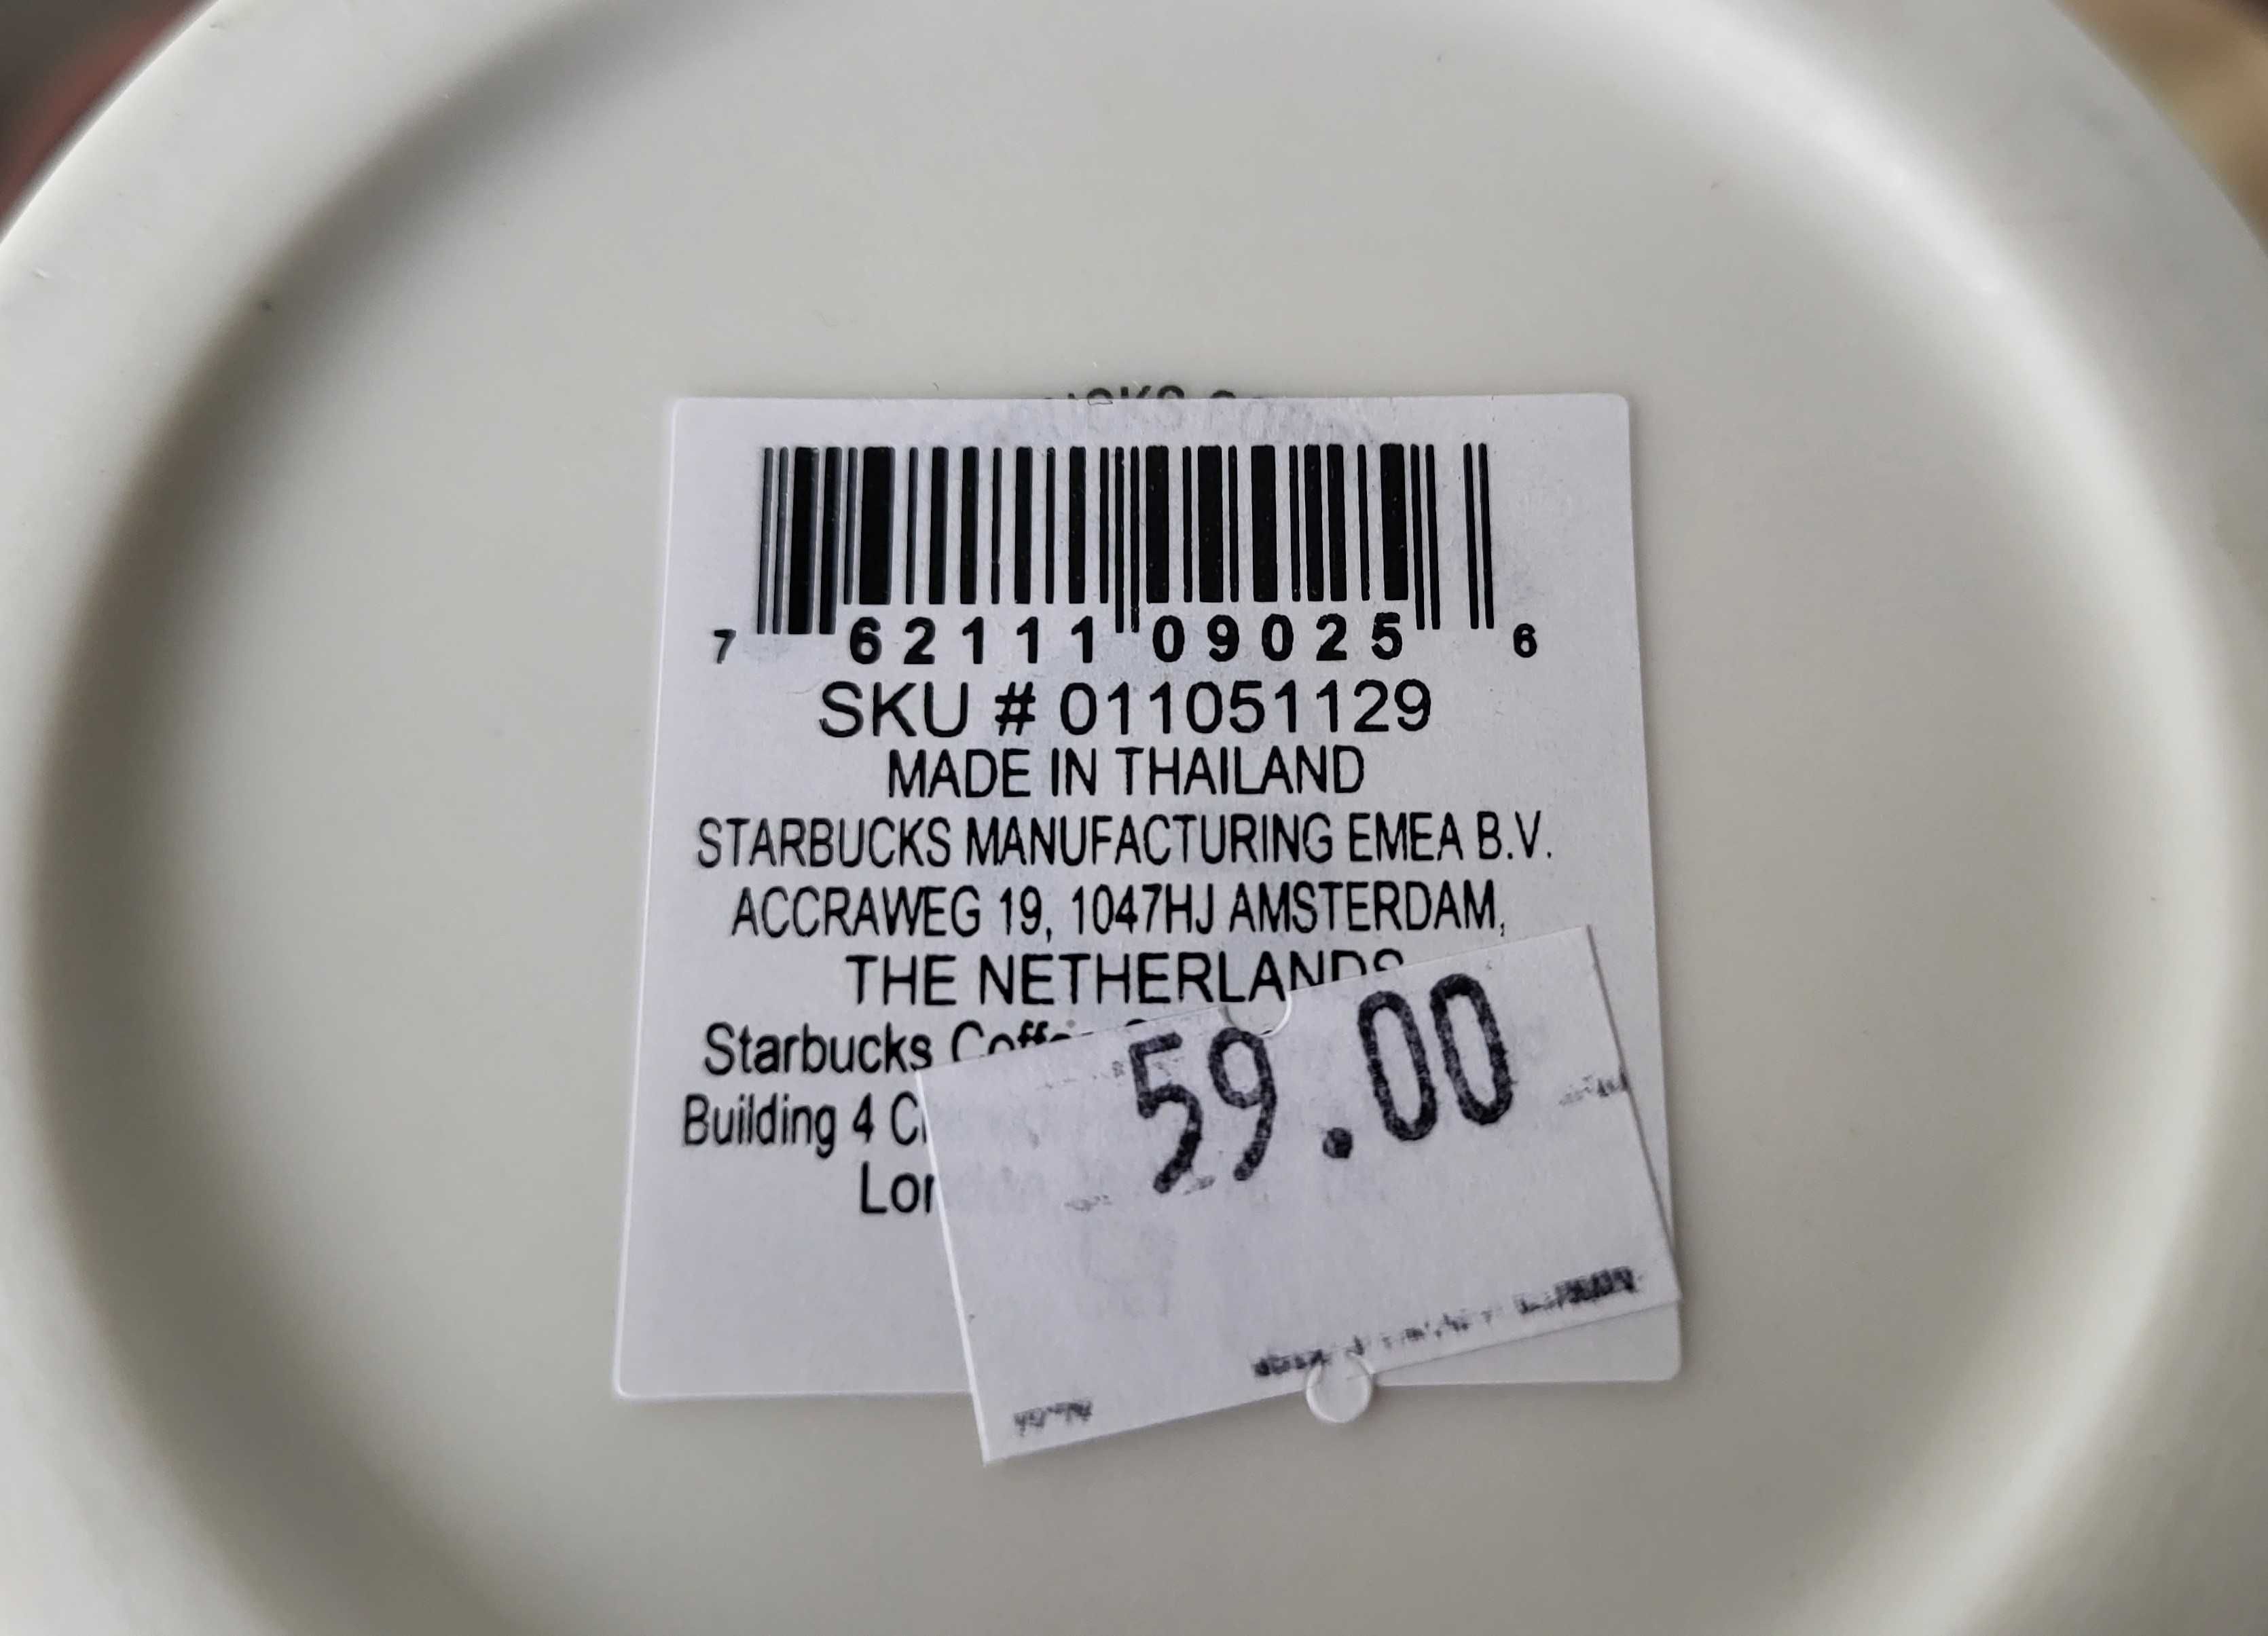 7 62111 09025 6
SKU # 011051129
MADE IN THAILAND
STARBUCKS MANUFACTURING EMEA B.V.
ACCRAWEG 19, 1047HJ AMSTERDAM,
THE NETHERLANDS
Starbucks
Building 4
59.00